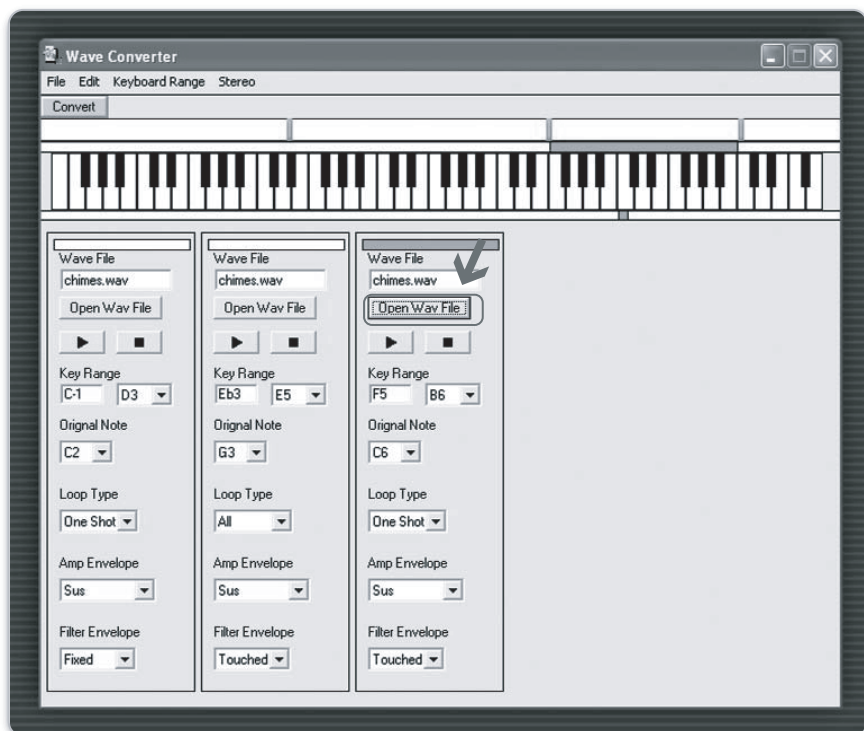 Wave Converter
File Edit Keyboard Range Stereo
Convert
Wave File Wave File Wave File
chimes.wav chimes.wav chimes.wav
Open Wav File Open Wav File Open Wav File
Key Range Key Range Key Range
C-1 D3 Eb3 E5 F5 B6
Orignal Note Orignal Note Orignal Note
C2 G3 C6
Loop Type Loop Type Loop Type
One Shot All One Shot
Amp Envelope Amp Envelope Amp Envelope
Sus Sus Sus
Filter Envelope Filter Envelope Filter Envelope
Fixed Touched Touched